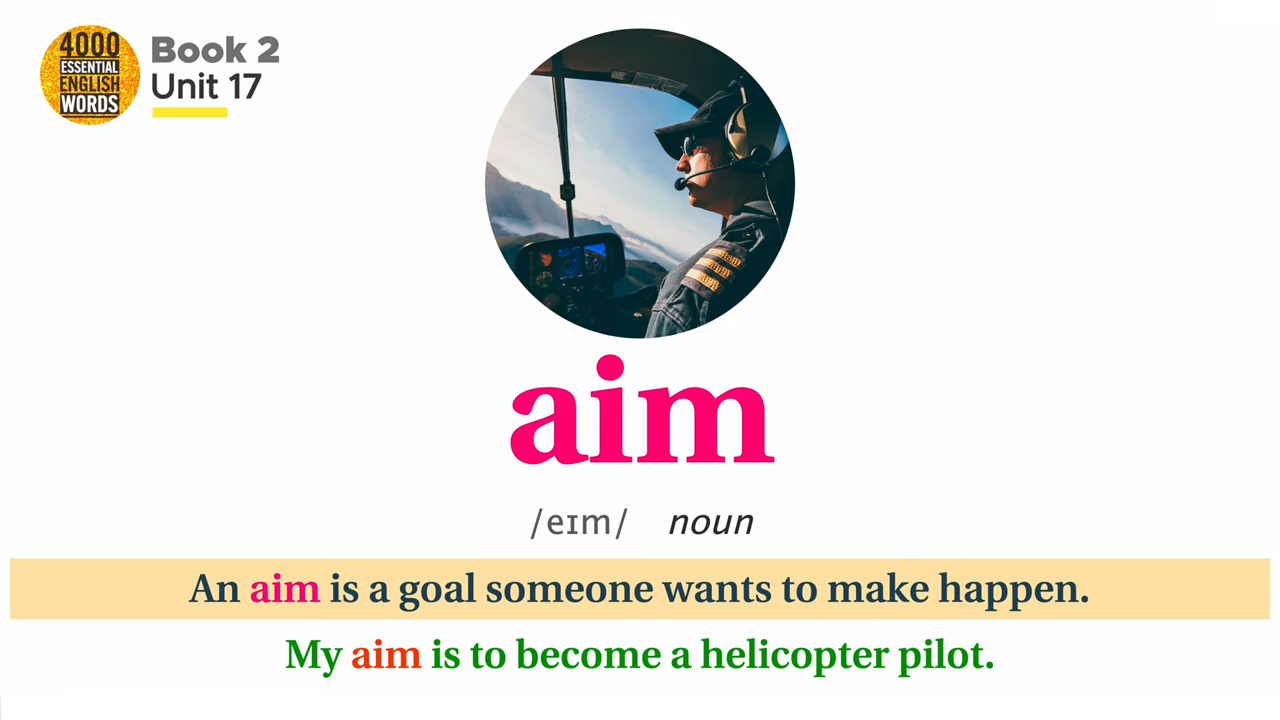 4000
ESSENTIAL
ENGLISH
WORDS
Book 2
Unit 17
aim
/eɪm/ noun
An aim is a goal someone wants to make happen.
My aim is to become a helicopter pilot.